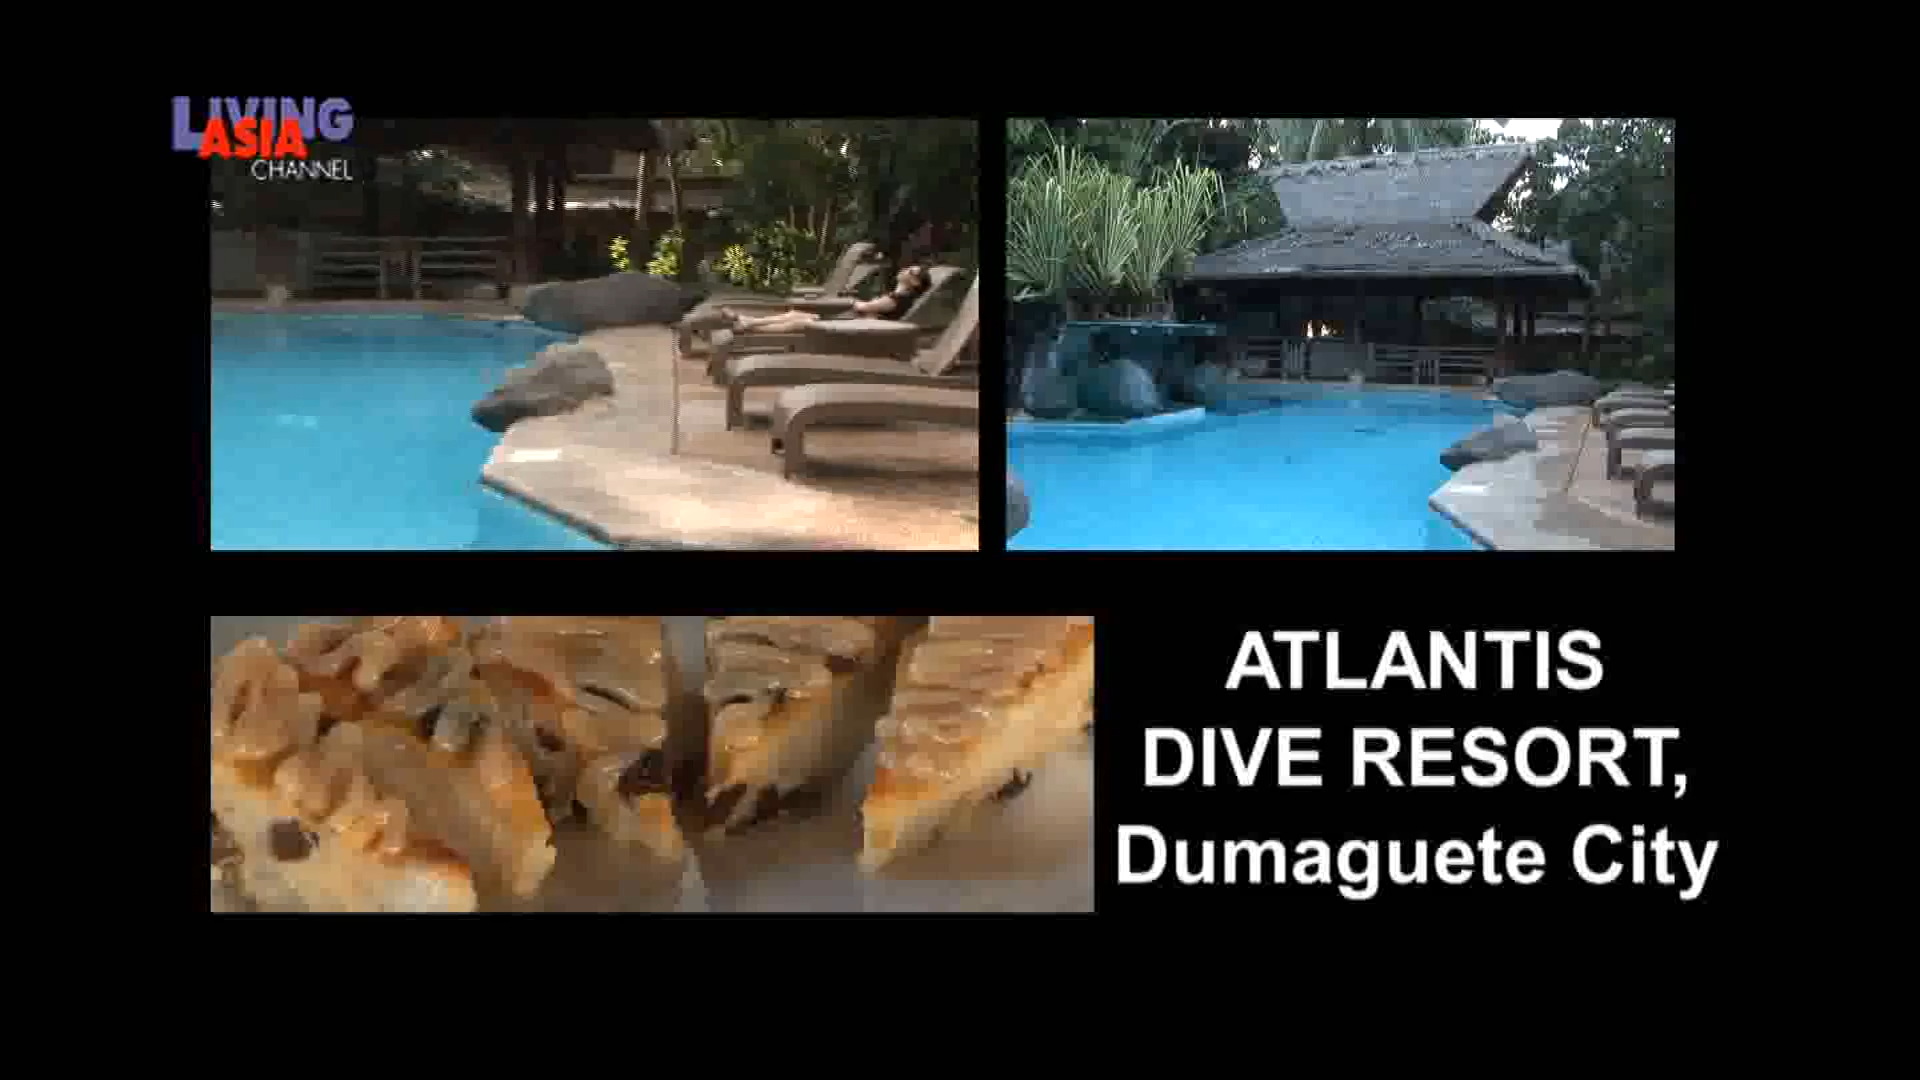 LIVING
ASIA
CHANNEL
ATLANTIS
DIVE RESORT,
Dumaguete City